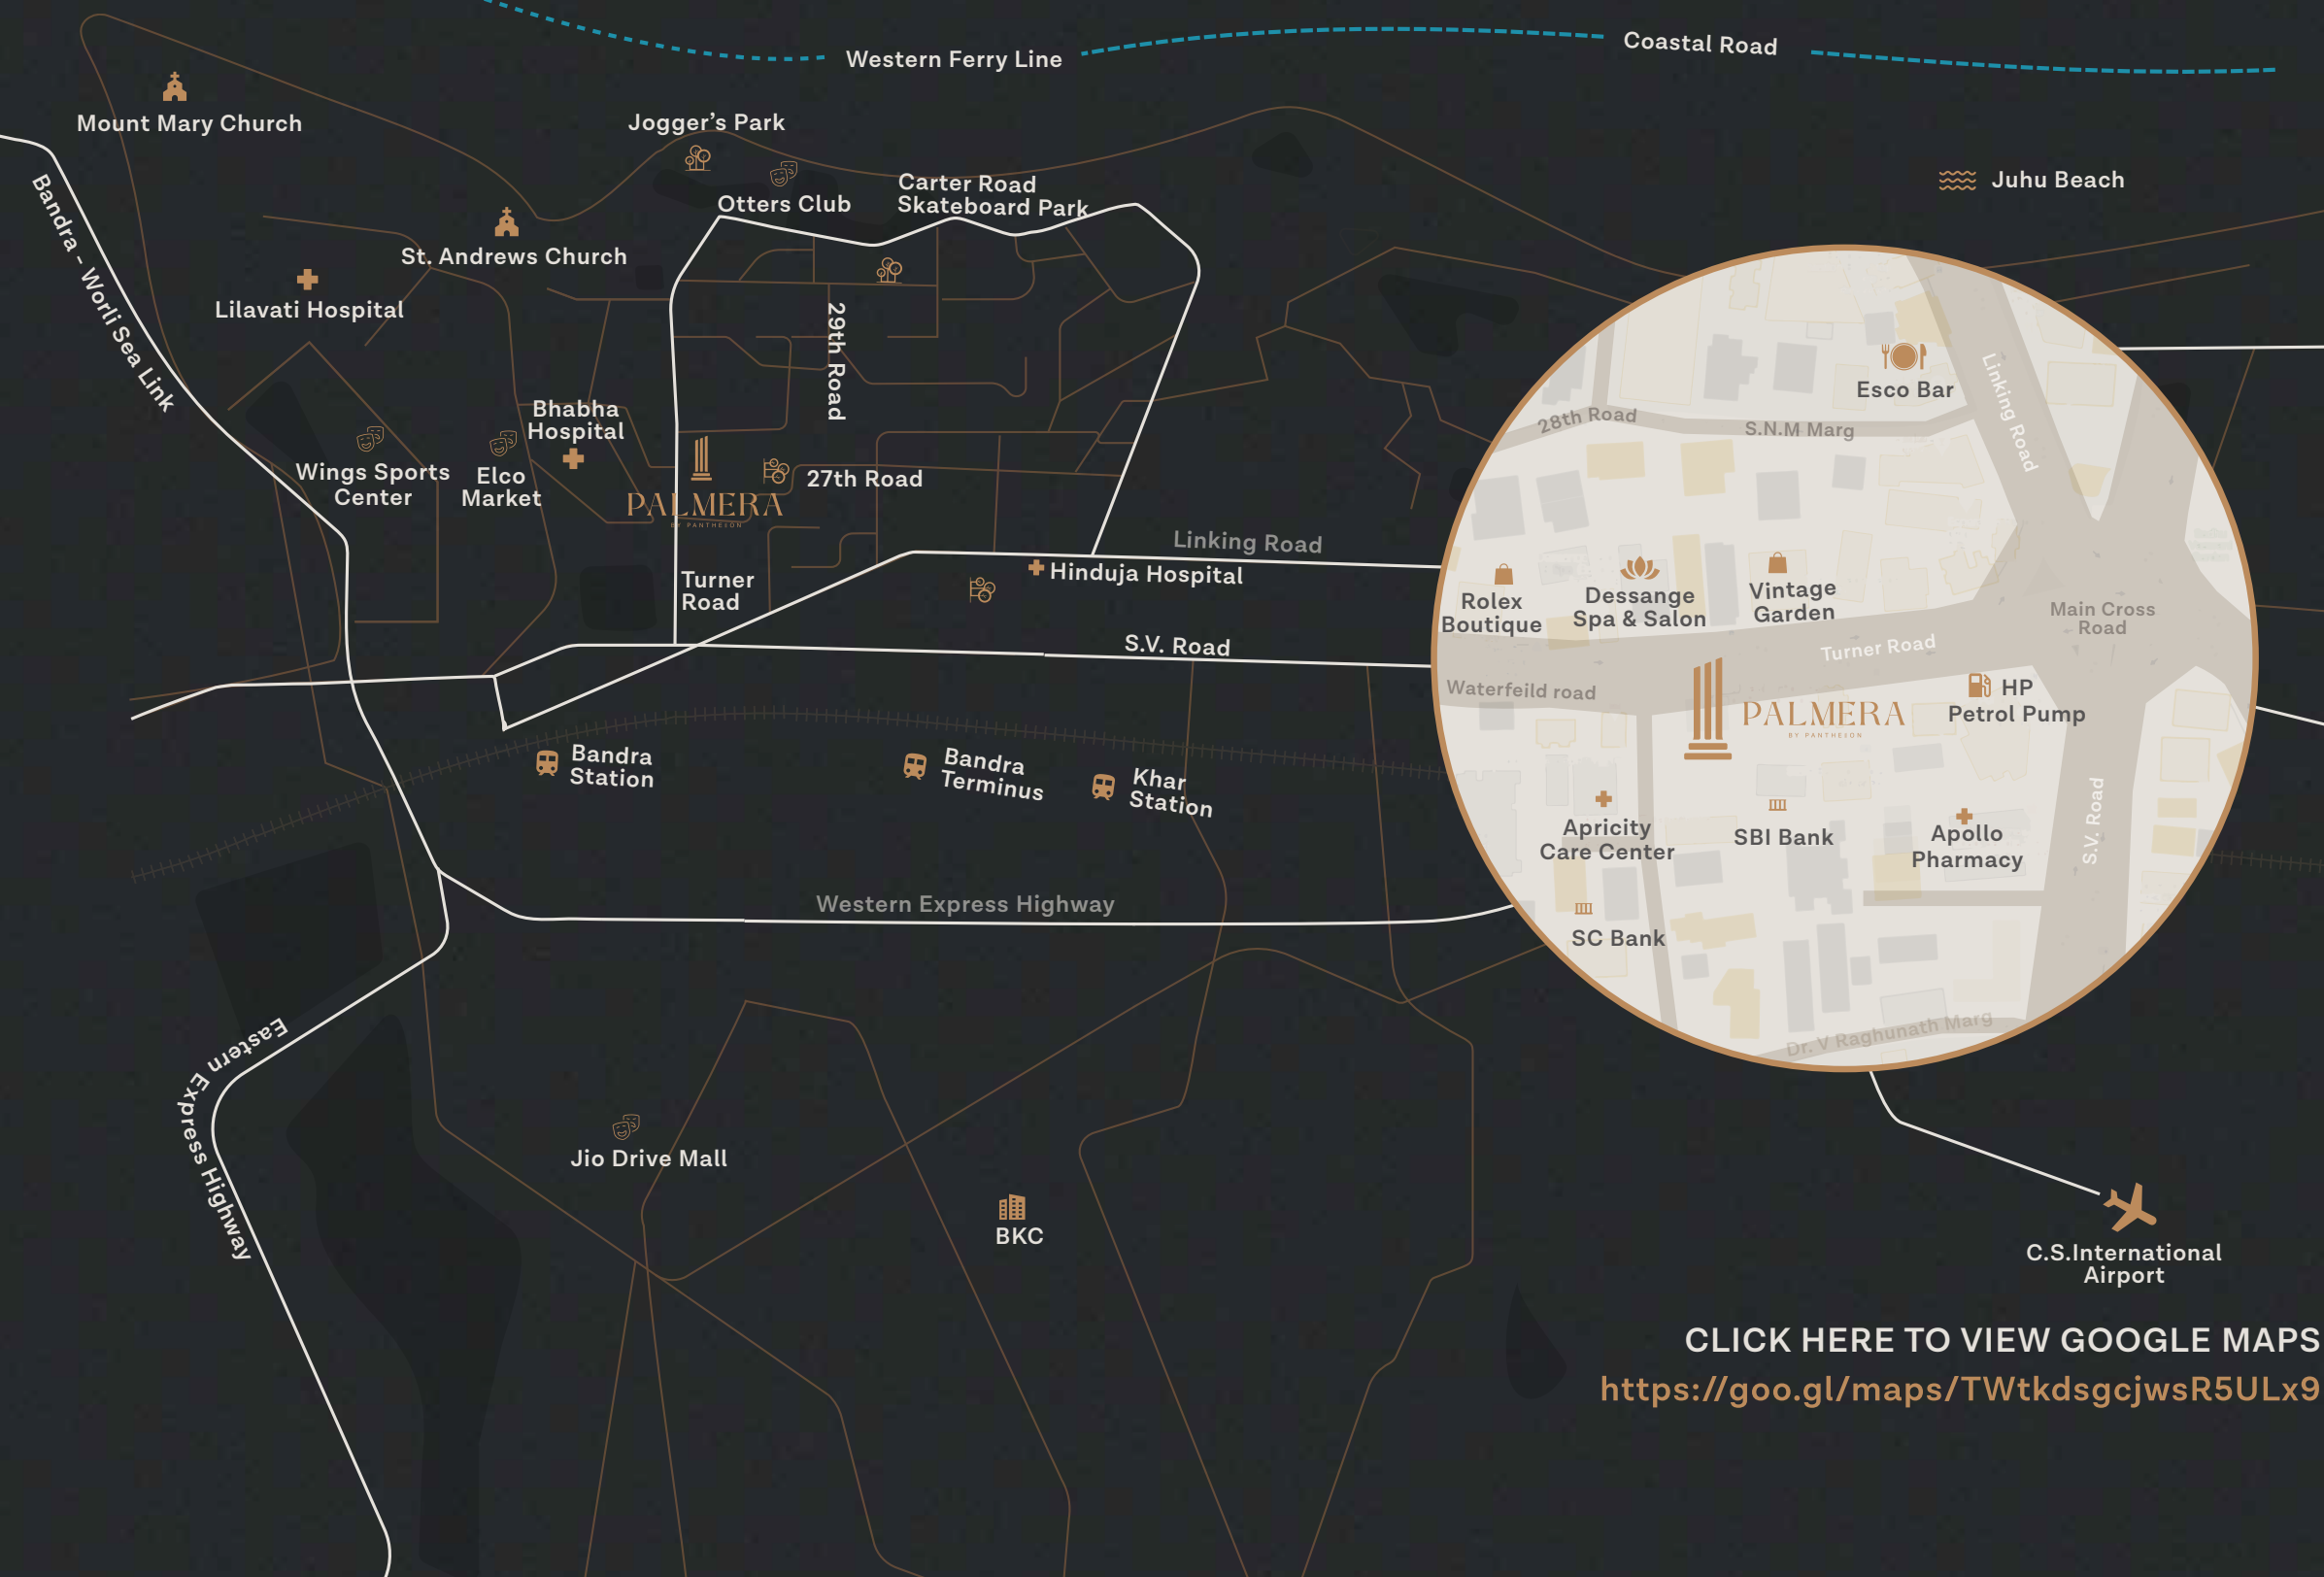 Western Ferry Line
Coastal Road
Mount Mary Church
Jogger's Park
Otters Club
Carter Road
Skateboard Park
Juhu Beach
Bandra - Worli Sea Link
St. Andrews Church
Lilavati Hospital
29th Road
Bhabha
Hospital
Wings Sports
Center
Elco
Market
27th Road
PALMERA
BY PANTHEON
Turner
Road
Linking Road
Hinduja Hospital
S.V. Road
Bandra
Station
Bandra
Terminus
Khar
Station
Western Express Highway
Eastern Express Highway
Jio Drive Mall
BKC
Esco Bar
Linking Road
28th Road
S.N.M Marg
Rolex
Boutique
Dessange
Spa & Salon
Vintage
Garden
Main Cross
Road
Turner Road
Waterfeild road
PALMERA
BY PANTHEON
HP
Petrol Pump
Apricity
Care Center
SBI Bank
Apollo
Pharmacy
S.V. Road
SC Bank
Dr. V Raghunath Marg
C.S.International
Airport
CLICK HERE TO VIEW GOOGLE MAPS
https://goo.gl/maps/TWtkdsgcjwsR5ULx9